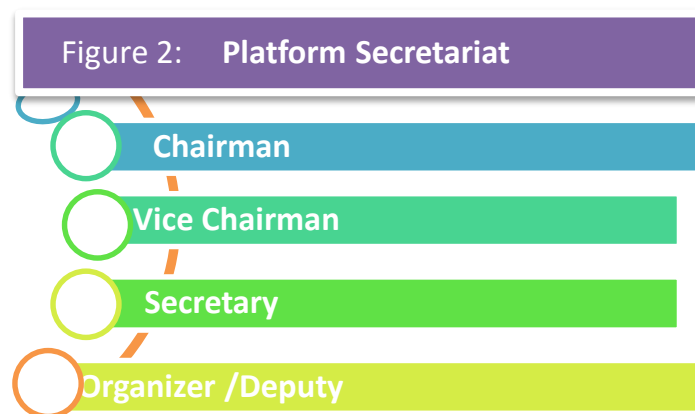 Figure 2: Platform Secretariat
Chairman
Vice Chairman
Secretary
Organizer /Deputy